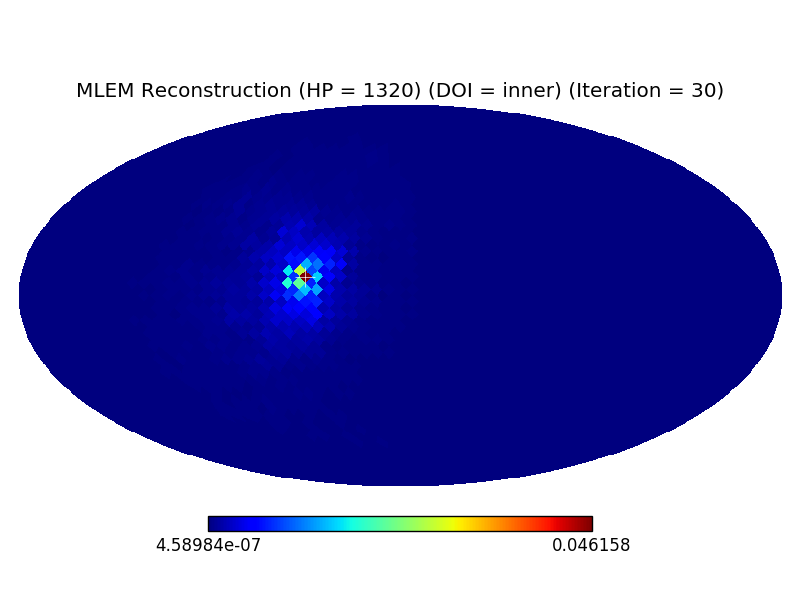 MLEM Reconstruction (HP = 1320) (DOI = inner) (Iteration = 30)
4.58984e-07 0.046158